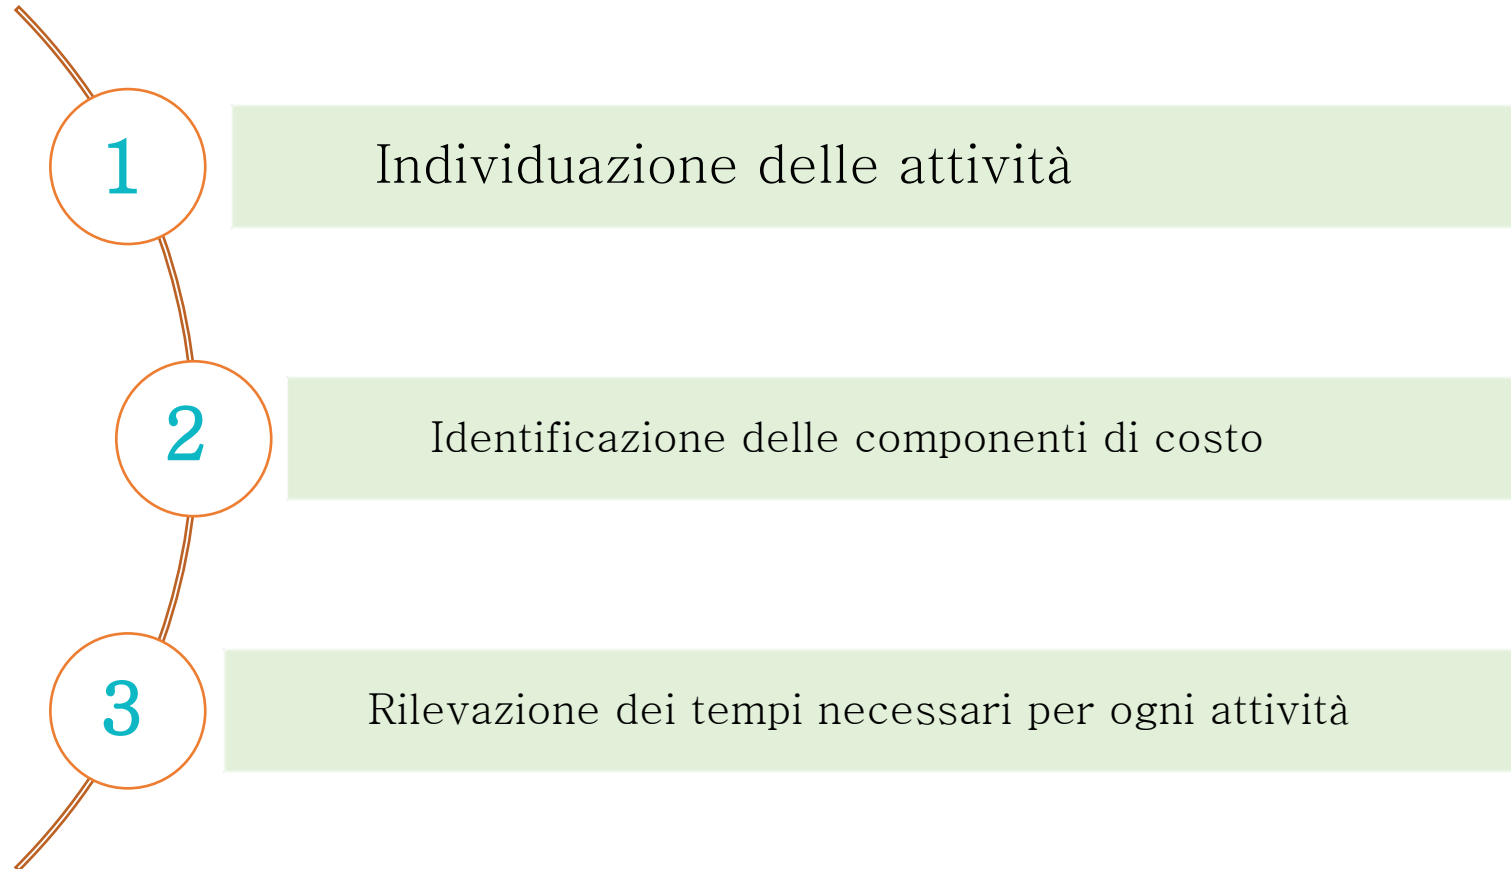 1
Individuazione delle attività
2
Identificazione delle componenti di costo
3
Rilevazione dei tempi necessari per ogni attività